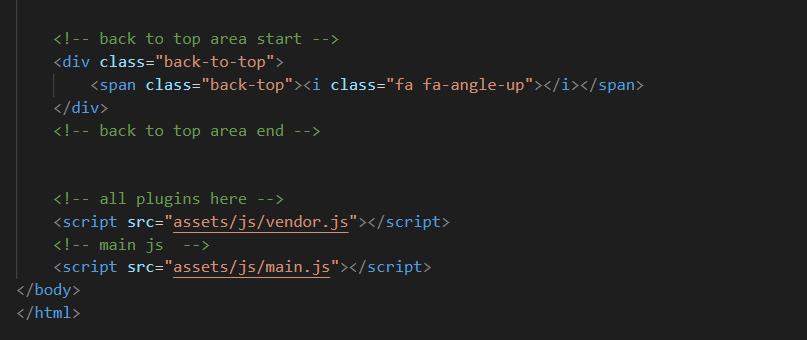 <!-- back to top area start -->
<div class="back-to-top">
<span class="back-top"><i class="fa fa-angle-up"></i></span>
</div>
<!-- back to top area end -->
<!-- all plugins here -->
<script src="assets/js/vendor.js"></script>
<!-- main js  -->
<script src="assets/js/main.js"></script>
</body>
</html>